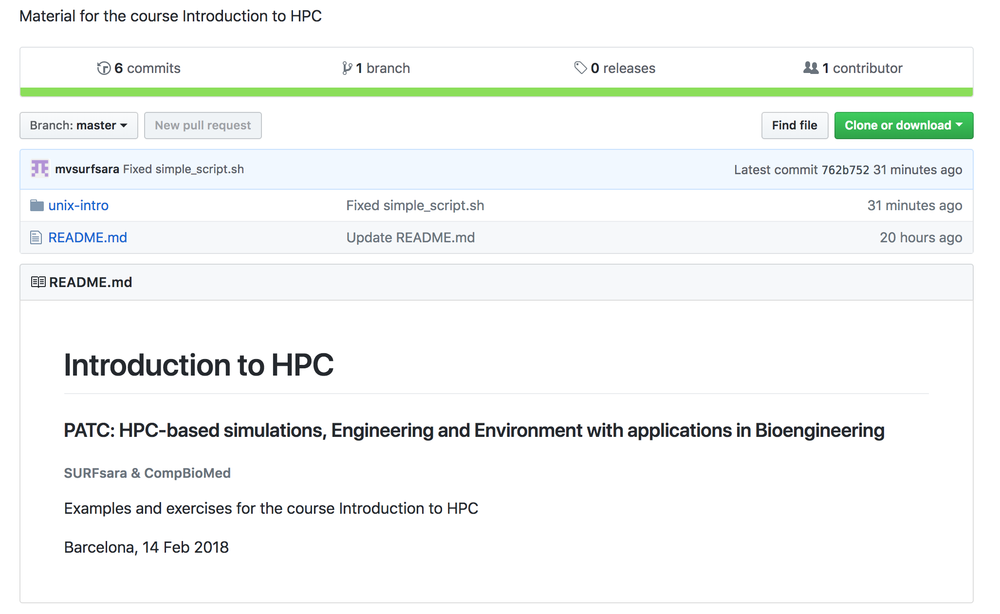 Material for the course Introduction to HPC
6 commits 1 branch 0 releases 1 contributor
Branch: master New pull request Find file Clone or download
mvsurfsara Fixed simple_script.sh Latest commit 762b752 31 minutes ago
unix-intro Fixed simple_script.sh 31 minutes ago
README.md Update README.md 20 hours ago
README.md
Introduction to HPC
PATC: HPC-based simulations, Engineering and Environment with applications in Bioengineering
SURFsara & CompBioMed
Examples and exercises for the course Introduction to HPC
Barcelona, 14 Feb 2018